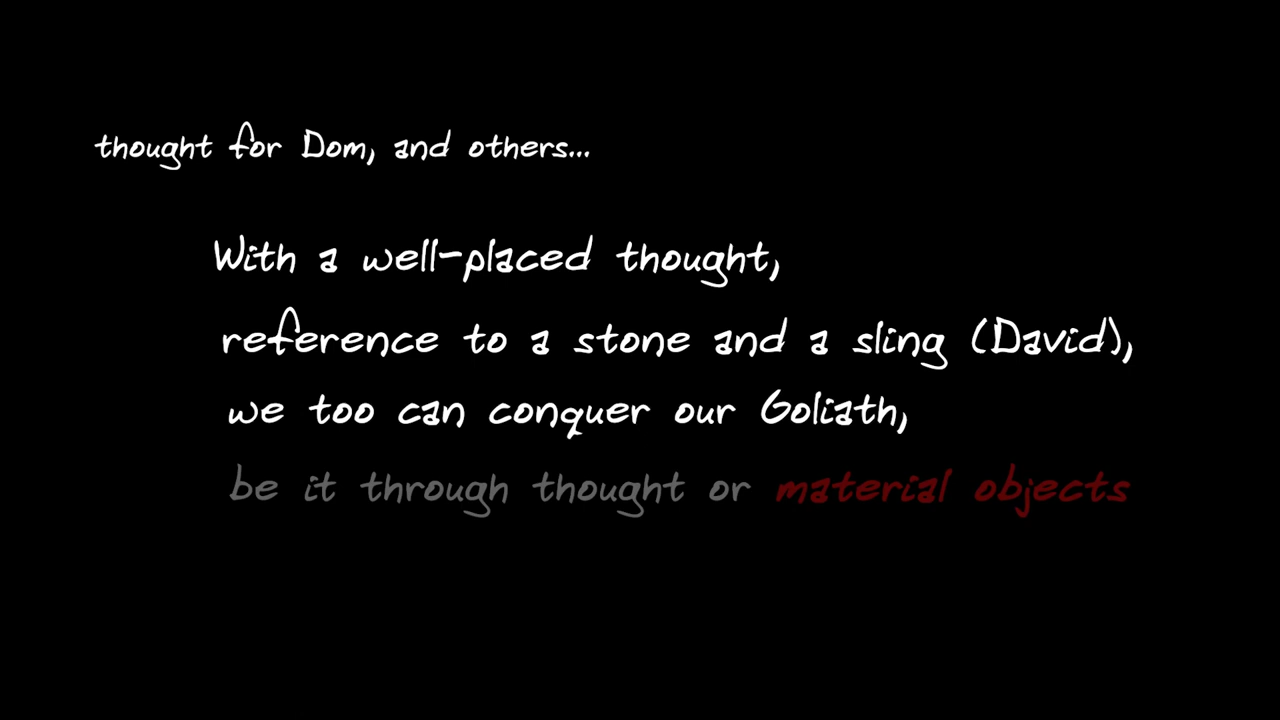 thought for Dom, and others...
With a well-placed thought,
reference to a stone and a sling (David),
we too can conquer our Goliath,
be it through thought or material objects